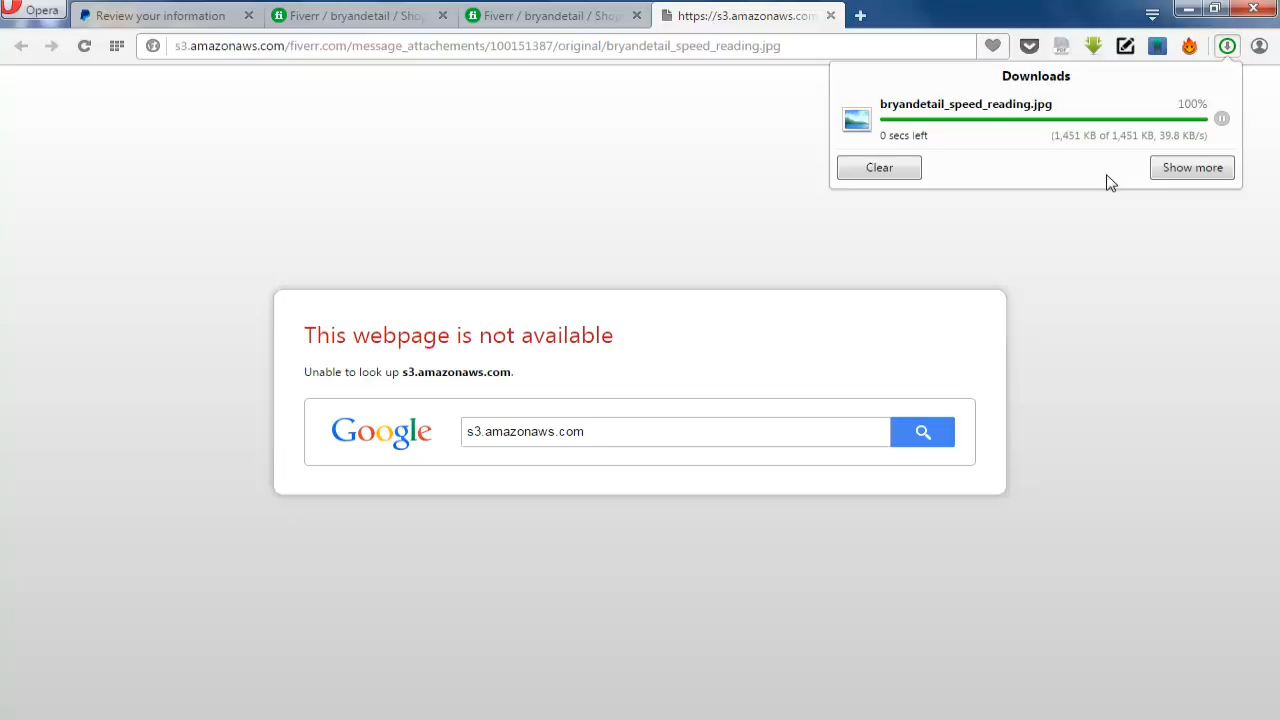 Opera
Review your information
Fiverr / bryandetail / Shop
Fiverr / bryandetail / Shop
https://s3.amazonaws.com
s3.amazonaws.com/fiverr.com/message_attachements/100151387/original/bryandetail_speed_reading.jpg
PDF
Downloads
bryandetail_speed_reading.jpg 100%
0 secs left (1,451 KB of 1,451 KB, 39.8 KB/s)
Clear Show more
This webpage is not available
Unable to look up s3.amazonaws.com.
Google s3.amazonaws.com